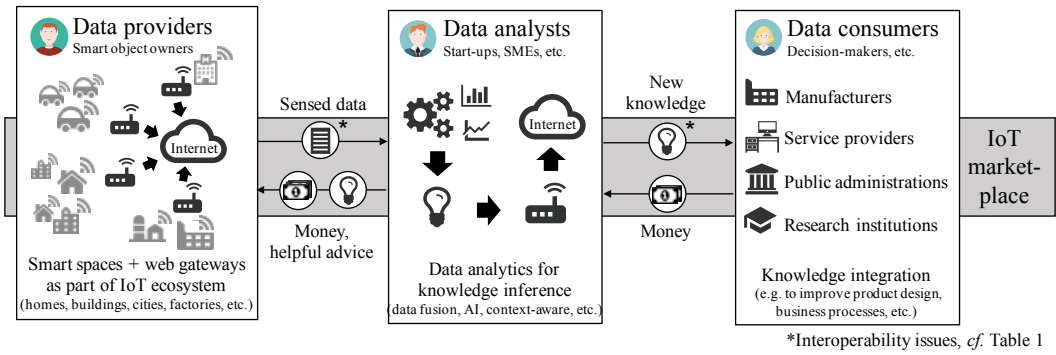 Data providers
Smart object owners
Internet
Smart spaces + web gateways
as part of IoT ecosystem
(homes, buildings, cities, factories, etc.)
Sensed data
*
Money,
helpful advice
Data analysts
Start-ups, SMEs, etc.
Internet
Data analytics for
knowledge inference
(data fusion, AI, context-aware, etc.)
New
knowledge
*
Money
Data consumers
Decision-makers, etc.
Manufacturers
Service providers
Public administrations
Research institutions
Knowledge integration
(e.g. to improve product design,
business processes, etc.)
IoT
market-
place
*Interoperability issues, cf. Table 1